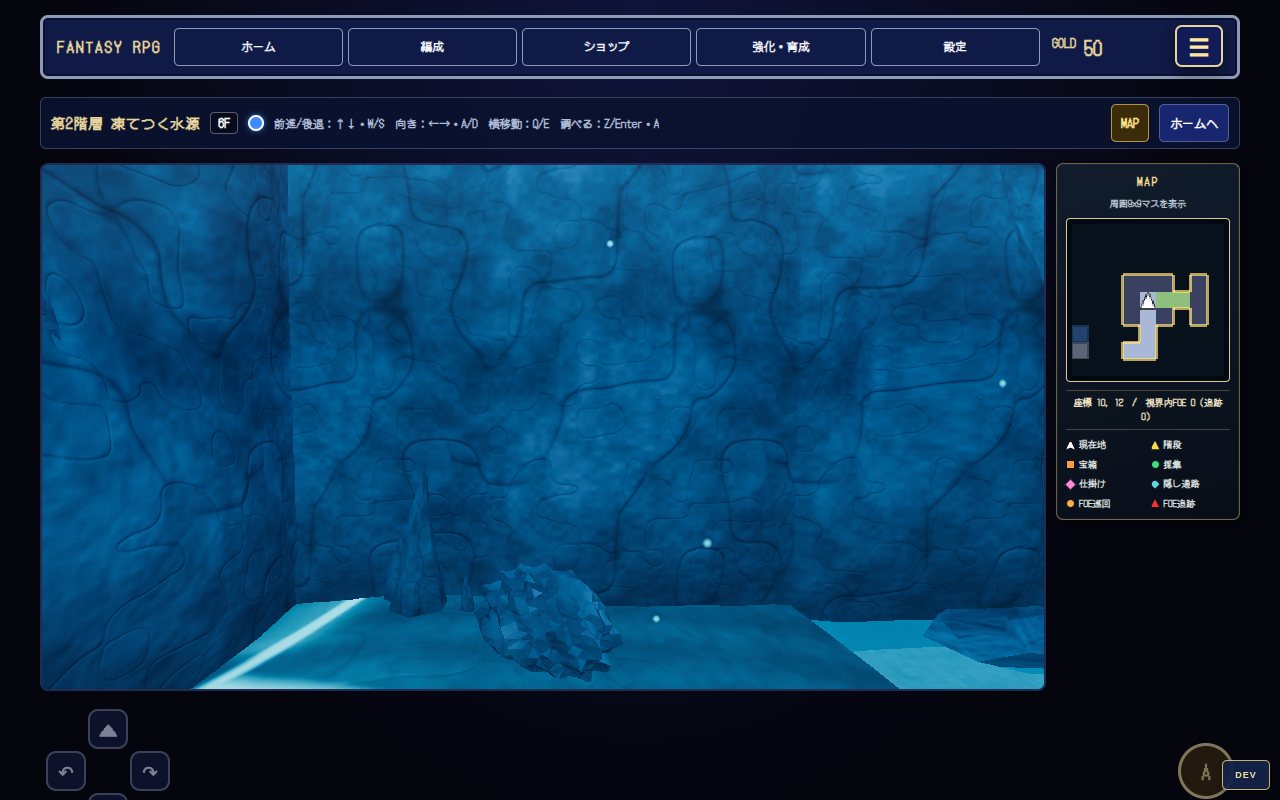 FANTASY RPG ホーム 編成 ショップ 強化・育成 設定 GOLD 50
第2階層 凍てつく水源 6F 前進/後退：↑↓・W/S 向き：←→・A/D 横移動：Q/E 調べる：Z/Enter・A MAP ホームへ
MAP
周囲9x9マスを表示
座標 10, 12 / 視界内FOE 0（追跡
0）
現在地 階段
宝箱 採集
仕掛け 隠し通路
FOE巡回 FOE追跡
A DEV